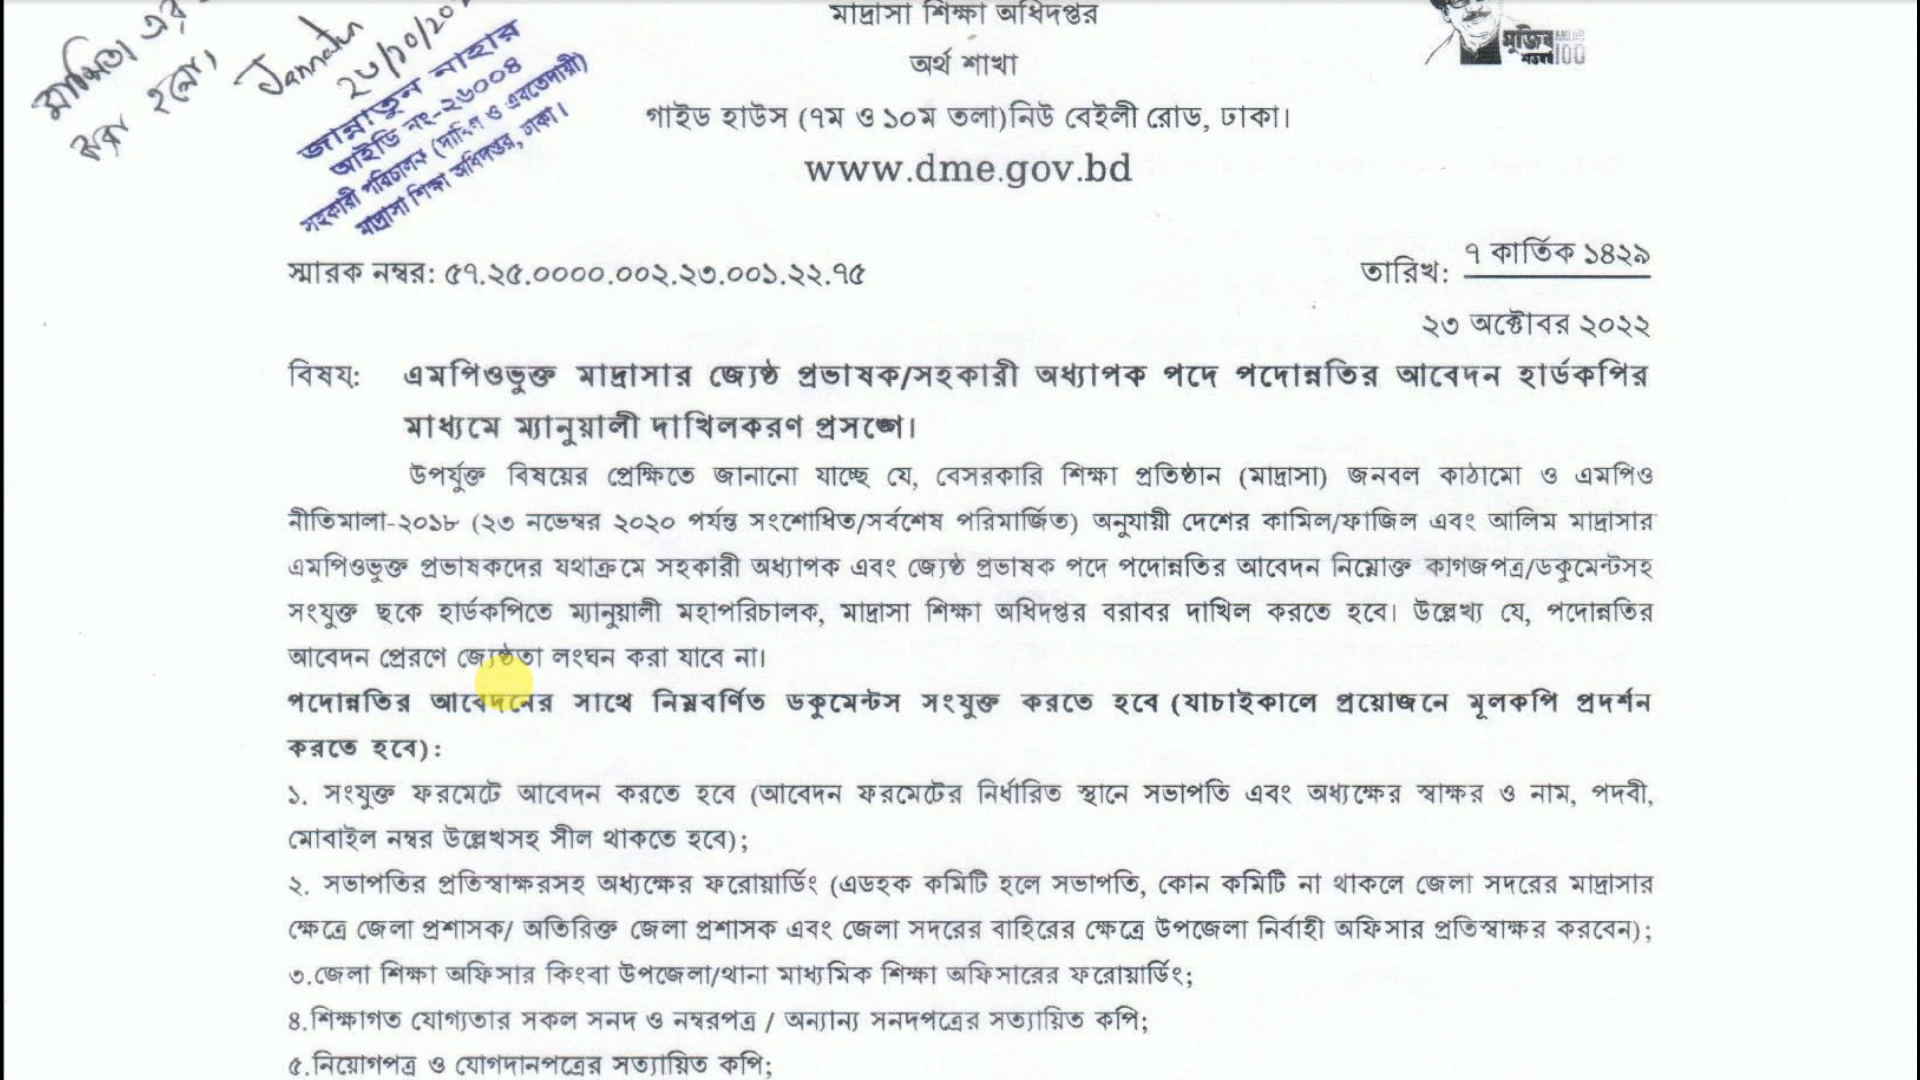 মাদ্রাসা শিক্ষা অধিদপ্তর
অর্থ শাখা
গাইড হাউস (৭ম ও ১০ম তলা)নিউ বেইলী রোড, ঢাকা।
www.dme.gov.bd
মুজিব
শতবর্ষ 100
হলো।
Jannatun
জান্নাতুন নাহার
আইডি নং-২৬০০৪
সহকারী পরিচালক (দাখিল ও এবতেদায়ী)
মাদ্রাসা শিক্ষা অধিদপ্তর, ঢাকা।
স্মারক নম্বর: ৫৭.২৫.০০০০.০০২.২৩.০০১.২২.৭৫
তারিখ: ৭ কার্তিক ১৪২৯
২৩ অক্টোবর ২০২২
বিষয়: এমপিওভুক্ত মাদ্রাসার জ্যেষ্ঠ প্রভাষক/সহকারী অধ্যাপক পদে পদোন্নতির আবেদন হার্ডকপির
মাধ্যমে ম্যানুয়ালী দাখিলকরণ প্রসঙ্গে।
উপর্যুক্ত বিষয়ের প্রেক্ষিতে জানানো যাচ্ছে যে, বেসরকারি শিক্ষা প্রতিষ্ঠান (মাদ্রাসা) জনবল কাঠামো ও এমপিও
নীতিমালা-২০১৮ (২৩ নভেম্বর ২০২০ পর্যন্ত সংশোধিত/সর্বশেষ পরিমার্জিত) অনুযায়ী দেশের কামিল/ফাজিল এবং আলিম মাদ্রাসার
এমপিওভুক্ত প্রভাষকদের যথাক্রমে সহকারী অধ্যাপক এবং জ্যেষ্ঠ প্রভাষক পদে পদোন্নতির আবেদন নিম্নোক্ত কাগজপত্র/ডকুমেন্টসহ
সংযুক্ত ছকে হার্ডকপিতে ম্যানুয়ালী মহাপরিচালক, মাদ্রাসা শিক্ষা অধিদপ্তর বরাবর দাখিল করতে হবে। উল্লেখ্য যে, পদোন্নতির
আবেদন প্রেরণে জ্যেষ্ঠতা লংঘন করা যাবে না।
পদোন্নতির আবেদনের সাথে নিম্নবর্ণিত ডকুমেন্টস সংযুক্ত করতে হবে (যাচাইকালে প্রয়োজনে মূলকপি প্রদর্শন
করতে হবে):
১. সংযুক্ত ফরমেটে আবেদন করতে হবে (আবেদন ফরমেটের নির্ধারিত স্থানে সভাপতি এবং অধ্যক্ষের স্বাক্ষর ও নাম, পদবী,
মোবাইল নম্বর উল্লেখসহ সীল থাকতে হবে);
২. সভাপতির প্রতিস্বাক্ষরসহ অধ্যক্ষের ফরোয়ার্ডিং (এডহক কমিটি হলে সভাপতি, কোন কমিটি না থাকলে জেলা সদরের মাদ্রাসার
ক্ষেত্রে জেলা প্রশাসক/ অতিরিক্ত জেলা প্রশাসক এবং জেলা সদরের বাহিরের ক্ষেত্রে উপজেলা নির্বাহী অফিসার প্রতিস্বাক্ষর করবেন);
৩.জেলা শিক্ষা অফিসার কিংবা উপজেলা/থানা মাধ্যমিক শিক্ষা অফিসারের ফরোয়ার্ডিং;
৪.শিক্ষাগত যোগ্যতার সকল সনদ ও নম্বরপত্র / অন্যান্য সনদপত্রের সত্যায়িত কপি;
৫.নিয়োগপত্র ও যোগদানপত্রের সত্যায়িত কপি;